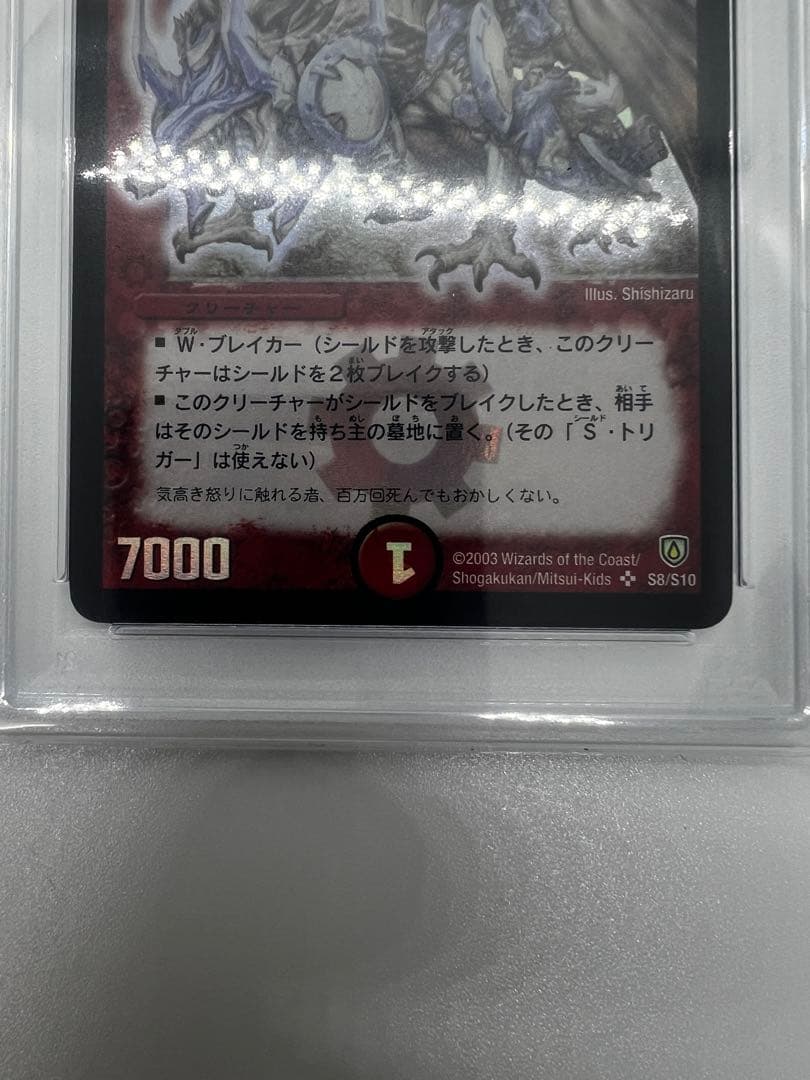 Illus. Shishizaru
クリーチャー
■ W・ブレイカー（シールドを攻撃したとき、このクリー
チャーはシールドを２枚ブレイクする）
■ このクリーチャーがシールドをブレイクしたとき、相手
はそのシールドを持ち主の墓地に置く。（その「S・トリ
ガー」は使えない）
気高き怒りに触れる者、百万回死んでもおかしくない。
7000
1
©2003 Wizards of the Coast/
Shogakukan/Mitsui-Kids S8/S10